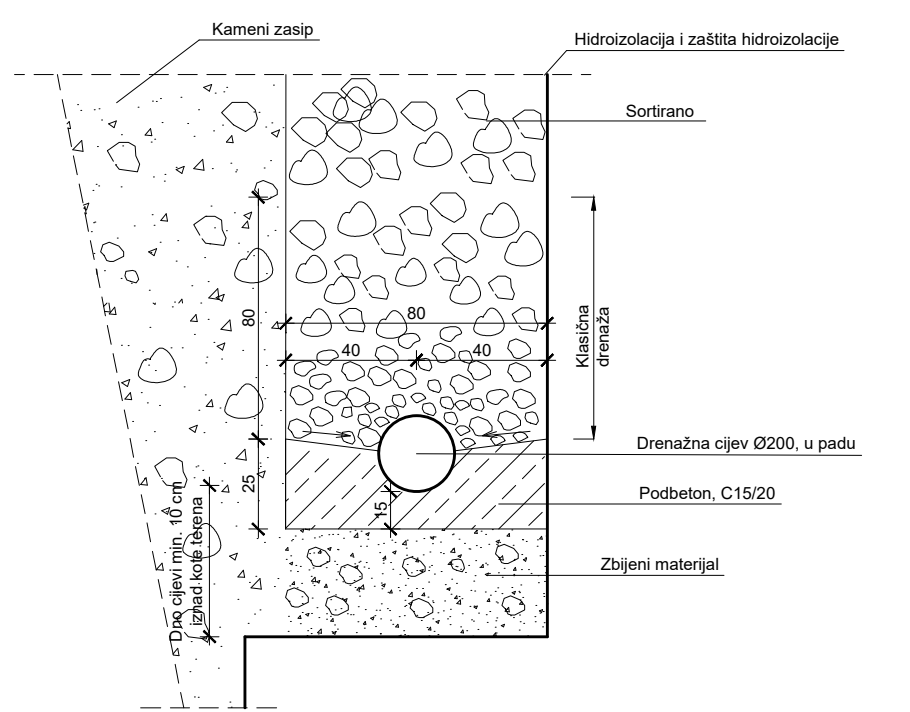 Kameni zasip
Hidroizolacija i zaštita hidroizolacije
Sortirano
80
80
40
40
Klasična
drenaža
Drenažna cijev Ø200, u padu
25
15
Podbeton, C15/20
Dno cijevi min. 10 cm
iznad kote terena
Zbijeni materijal